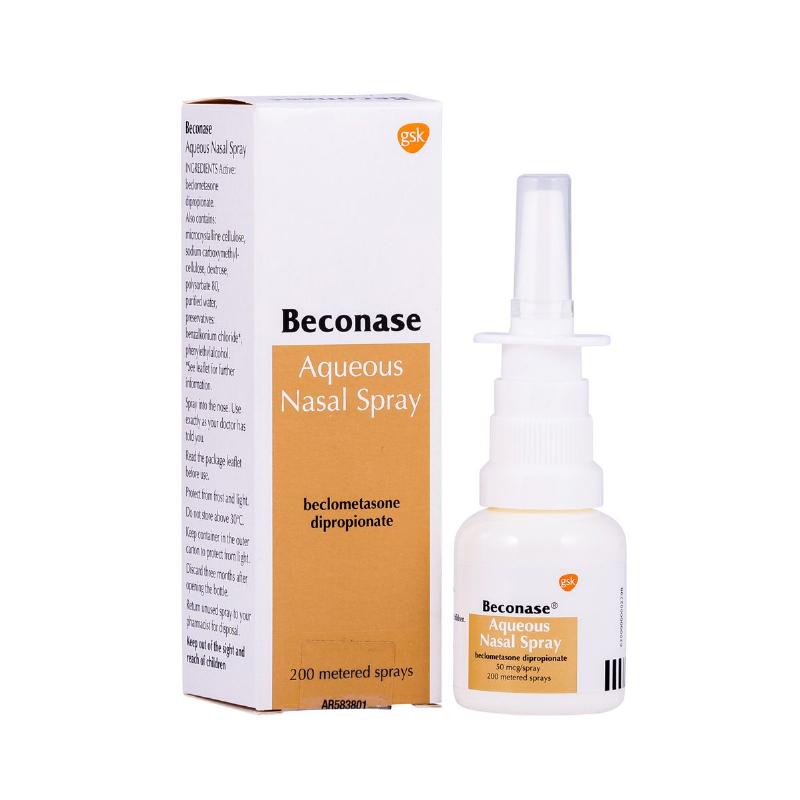 Beconase
Beconase
Aqueous Nasal Spray
INGREDIENTS Active:
beclometasone
dipropionate.
Also contains:
microcrystalline cellulose,
sodium carboxymethyl-
cellulose, dextrose,
polysorbate 80,
purified water,
preservatives:
benzalkonium chloride*,
phenylethylalcohol.
*See leaflet for further
information.
Spray into the nose. Use
exactly as your doctor has
told you.
Read the package leaflet
before use.
Protect from frost and light.
Do not store above 30°C.
Keep container in the outer
carton to protect from light.
Discard three months after
opening the bottle.
Return unused spray to your
pharmacist for disposal.
Keep out of the sight and
reach of children
gsk
Beconase
Aqueous
Nasal Spray
beclometasone
dipropionate
200 metered sprays
AR583801
gsk
Beconase®
Aqueous
Nasal Spray
beclometasone dipropionate
50 mcg/spray
200 metered sprays